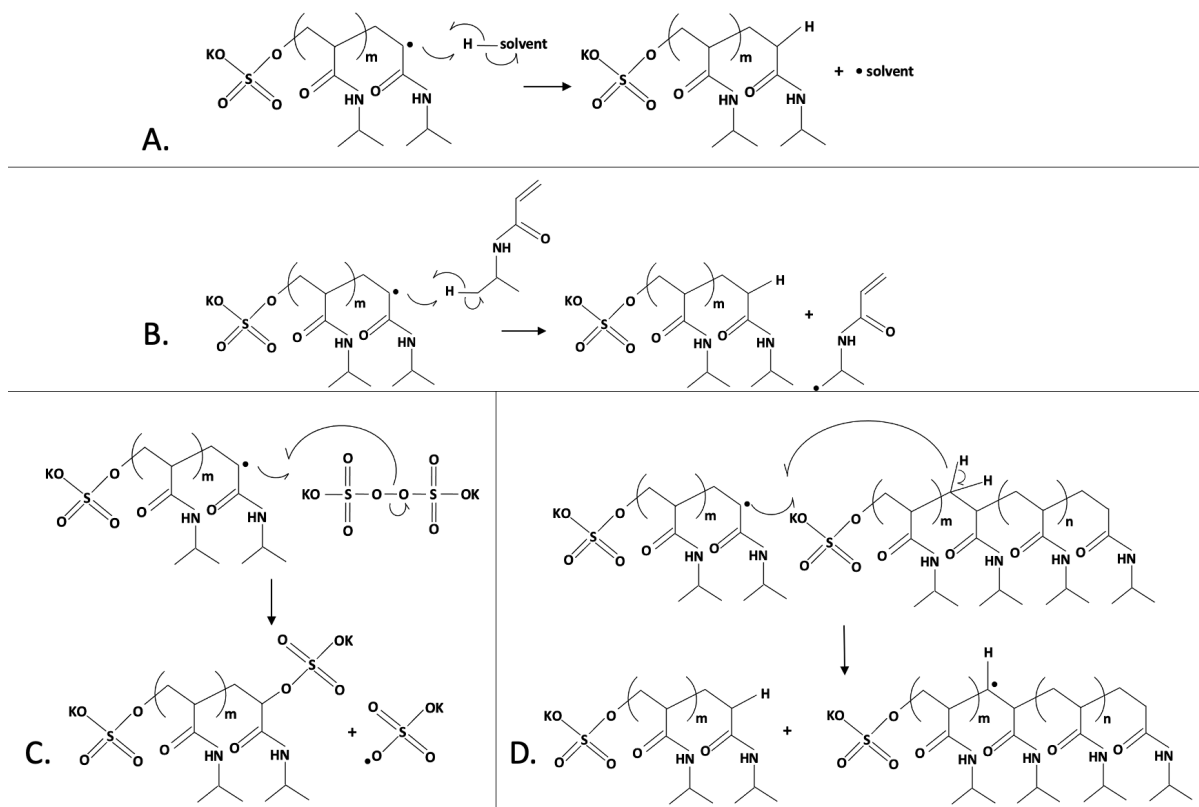 H solvent
KO O m
S O O
O O HN HN
H
KO O m
+ • solvent
S O O
O O HN HN
A.
NH O
H
KO O m
S O O
O O HN HN
H
KO O m
+
S O O
O O HN HN
NH O
B.
KO O m
S O O
O O HN HN
O O
KO S O O S OK
O O
O OK
S
O O
KO O m
S O O
O O HN HN
+
O OK
S
O O
C.
KO O m
S O O
O O HN HN
H
H
KO O m n
S O O O O
O O HN HN HN HN
H
KO O m
S O O
O O HN HN
+
H
KO O m n
S O O O O
O O HN HN HN HN
D.